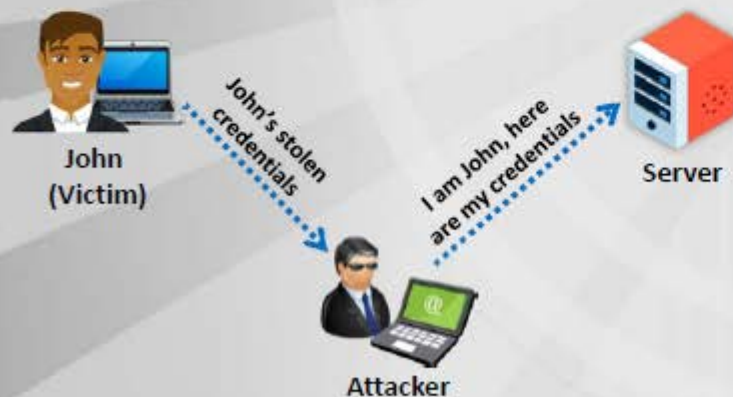 John
(Victim)
John's stolen
credentials
I am John, here
are my credentials
Server
@
Attacker